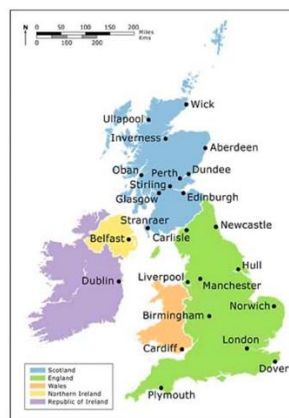 0 50 100 150 200 Miles
N
0 50 100 200 Kms
Wick
Ullapool
Inverness
Aberdeen
Oban
Perth
Dundee
Stirling
Glasgow
Edinburgh
Stranraer
Newcastle
Belfast
Carlisle
Hull
Dublin
Liverpool
Manchester
Norwich
Birmingham
London
Cardiff
Dover
Plymouth
Scotland
England
Wales
Northern Ireland
Republic of Ireland